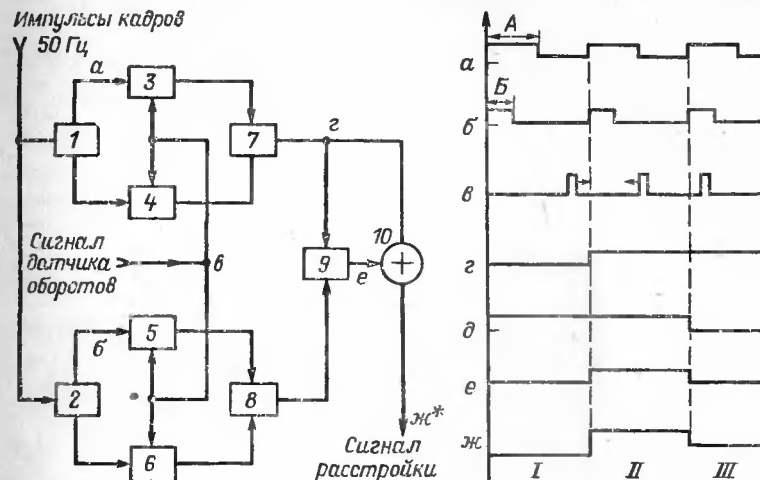 Импульсы кадров
50 Гц
а
3
1
7
г
4
10
Сигнал
датчика
оборотов
в
9
е
+
5
б
2
8
6
ж*
Сигнал
расстройки
А
а
Б
б
в
г
д
е
ж
I
II
III